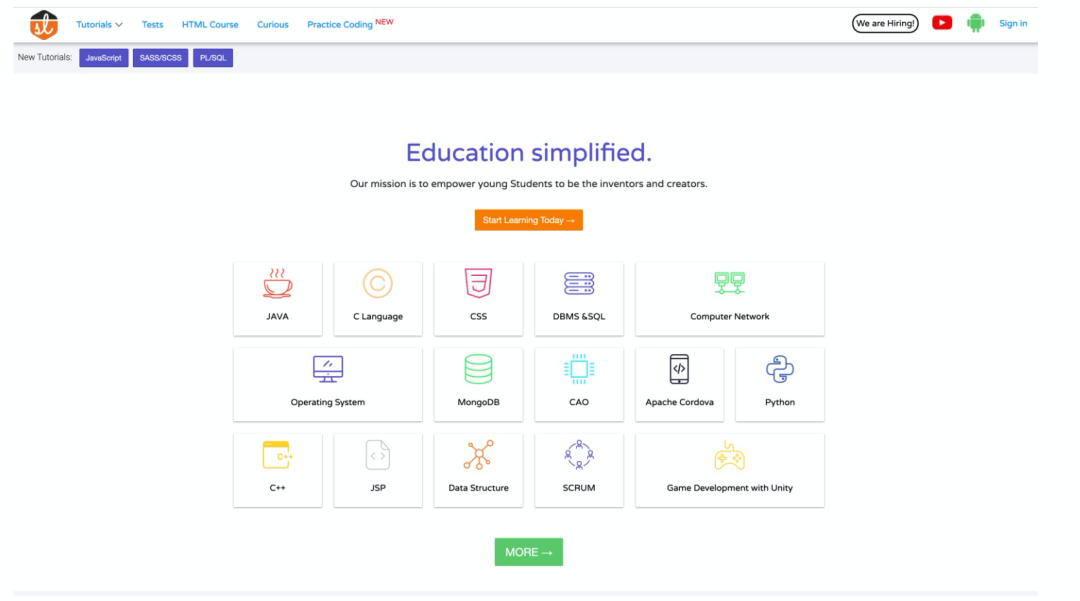 Tutorials Tests HTML Course Curious Practice Coding NEW We are Hiring! Sign in
New Tutorials: JavaScript SASS/SCSS PL/SQL
Education simplified.
Our mission is to empower young Students to be the inventors and creators.
Start Learning Today →
JAVA C Language CSS DBMS &SQL Computer Network
Operating System MongoDB CAO Apache Cordova Python
C++
C++ JSP Data Structure SCRUM Game Development with Unity
MORE →